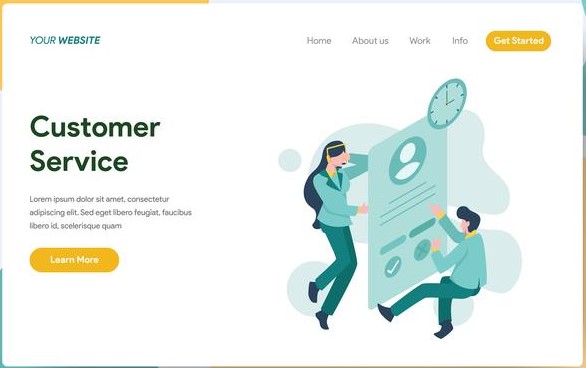 YOUR WEBSITE
Home About us Work Info Get Started
Customer
Service
Lorem ipsum dolor sit amet, consectetur
adipiscing elit. Sed eget libero feugiat, faucibus
libero id, scelerisque quam
Learn More